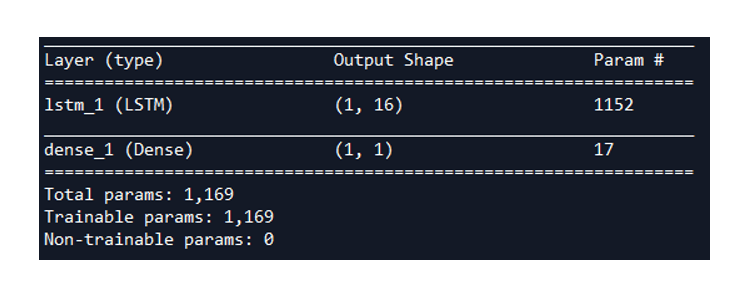 Layer (type) Output Shape Param #
=================================================================
lstm_1 (LSTM) (1, 16) 1152
_________________________________________________________________
dense_1 (Dense) (1, 1) 17
=================================================================
Total params: 1,169
Trainable params: 1,169
Non-trainable params: 0